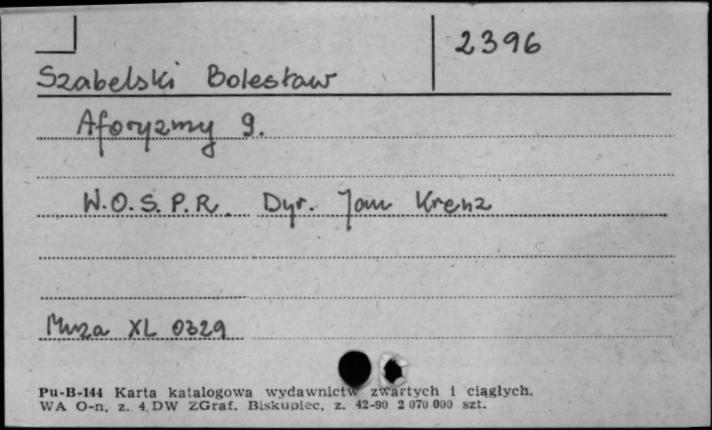 2396
Szabelski Bolesław
Aforyzmy 9.
W.O.S.P.R. Dyr. Jan Krenz
Muza XL 0329
Pu-B-144 Karta katalogowa wydawnictw zwartych i ciągłych.
WA O-n. z. 4 DW ZGraf. Biskupiec. z. 42-90 2 070 000 szt.